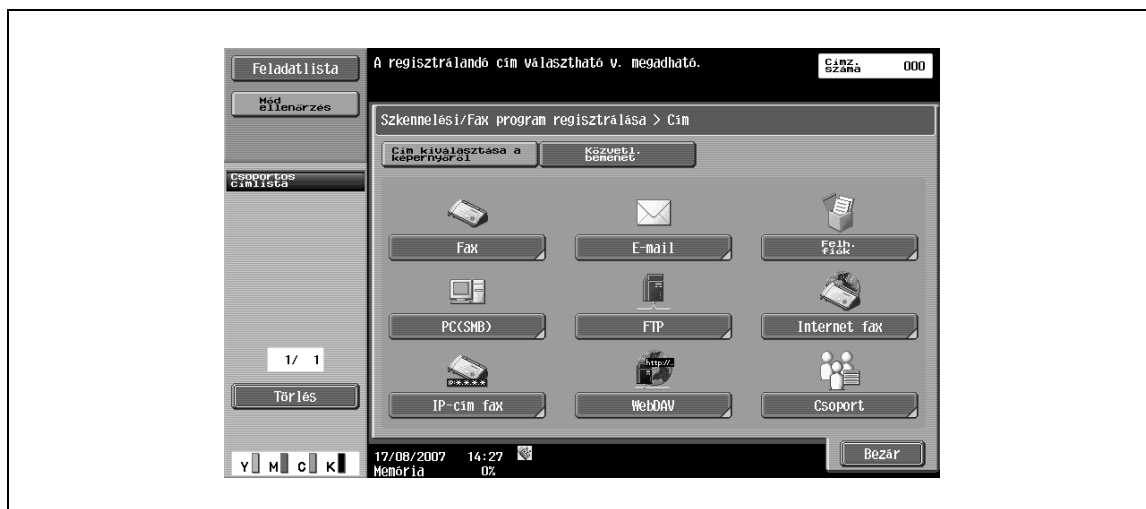 Feladatlista
Mód
ellenőrzés
Csoportos
címlista
1/ 1
Törlés
Y M C K
A regisztrálandó cím választható v. megadható.
Címz.
száma 000
Szkennelési/Fax program regisztrálása > Cím
Cím kiválasztása a
képernyőről
Közvetl.
bemenet
Fax
E-mail
Felh.
fiók
PC(SMB)
FTP
Internet fax
IP:*.*.*.*
http://.
IP-cím fax
WebDAV
Csoport
17/08/2007 14:27
Memória 0%
Bezár